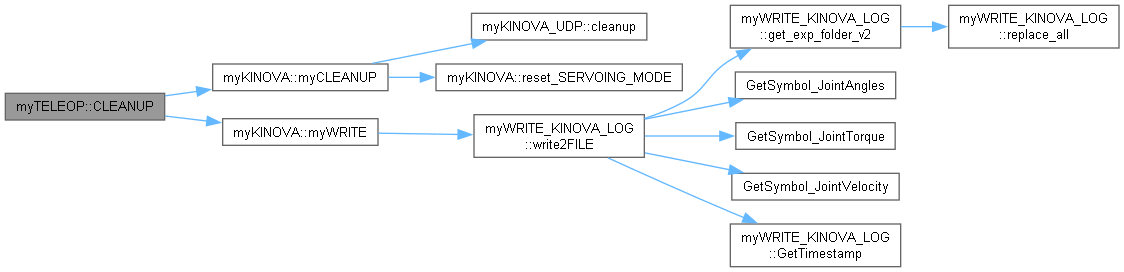 myTELEOP::CLEANUP
myKINOVA::myCLEANUP
myKINOVA::myWRITE
myKINOVA_UDP::cleanup
myKINOVA::reset_SERVOING_MODE
myWRITE_KINOVA_LOG
::write2FILE
myWRITE_KINOVA_LOG
::get_exp_folder_v2
GetSymbol_JointAngles
GetSymbol_JointTorque
GetSymbol_JointVelocity
myWRITE_KINOVA_LOG
::GetTimestamp
myWRITE_KINOVA_LOG
::replace_all